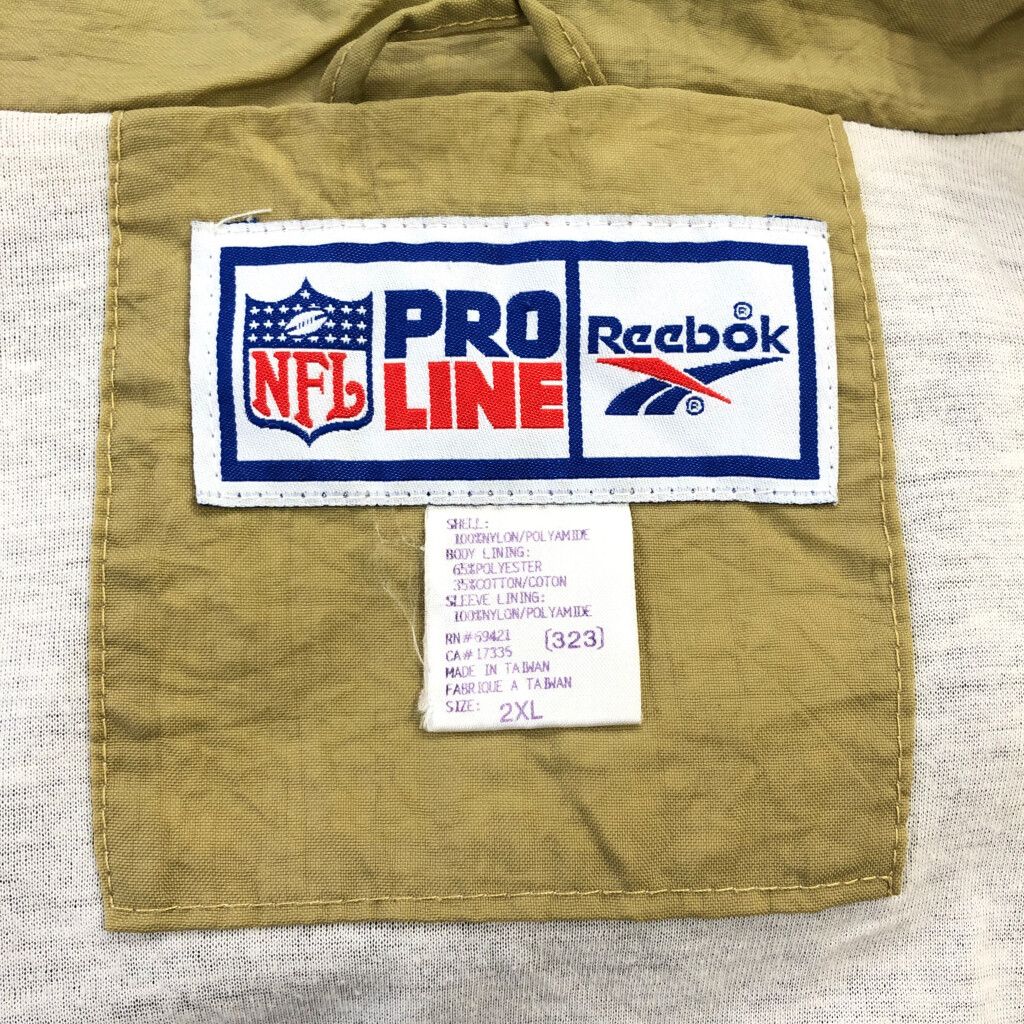 NFL
PRO
LINE
Reebok ®
®
SHELL:
100%NYLON/POLYAMIDE
BODY LINING:
65%POLYESTER
35%COTTON/COTON
SLEEVE LINING:
100%NYLON/POLYAMIDE
RN#69421 (323)
CA#17335
MADE IN TAIWAN
FABRIQUE A TAIWAN
SIZE: 2XL